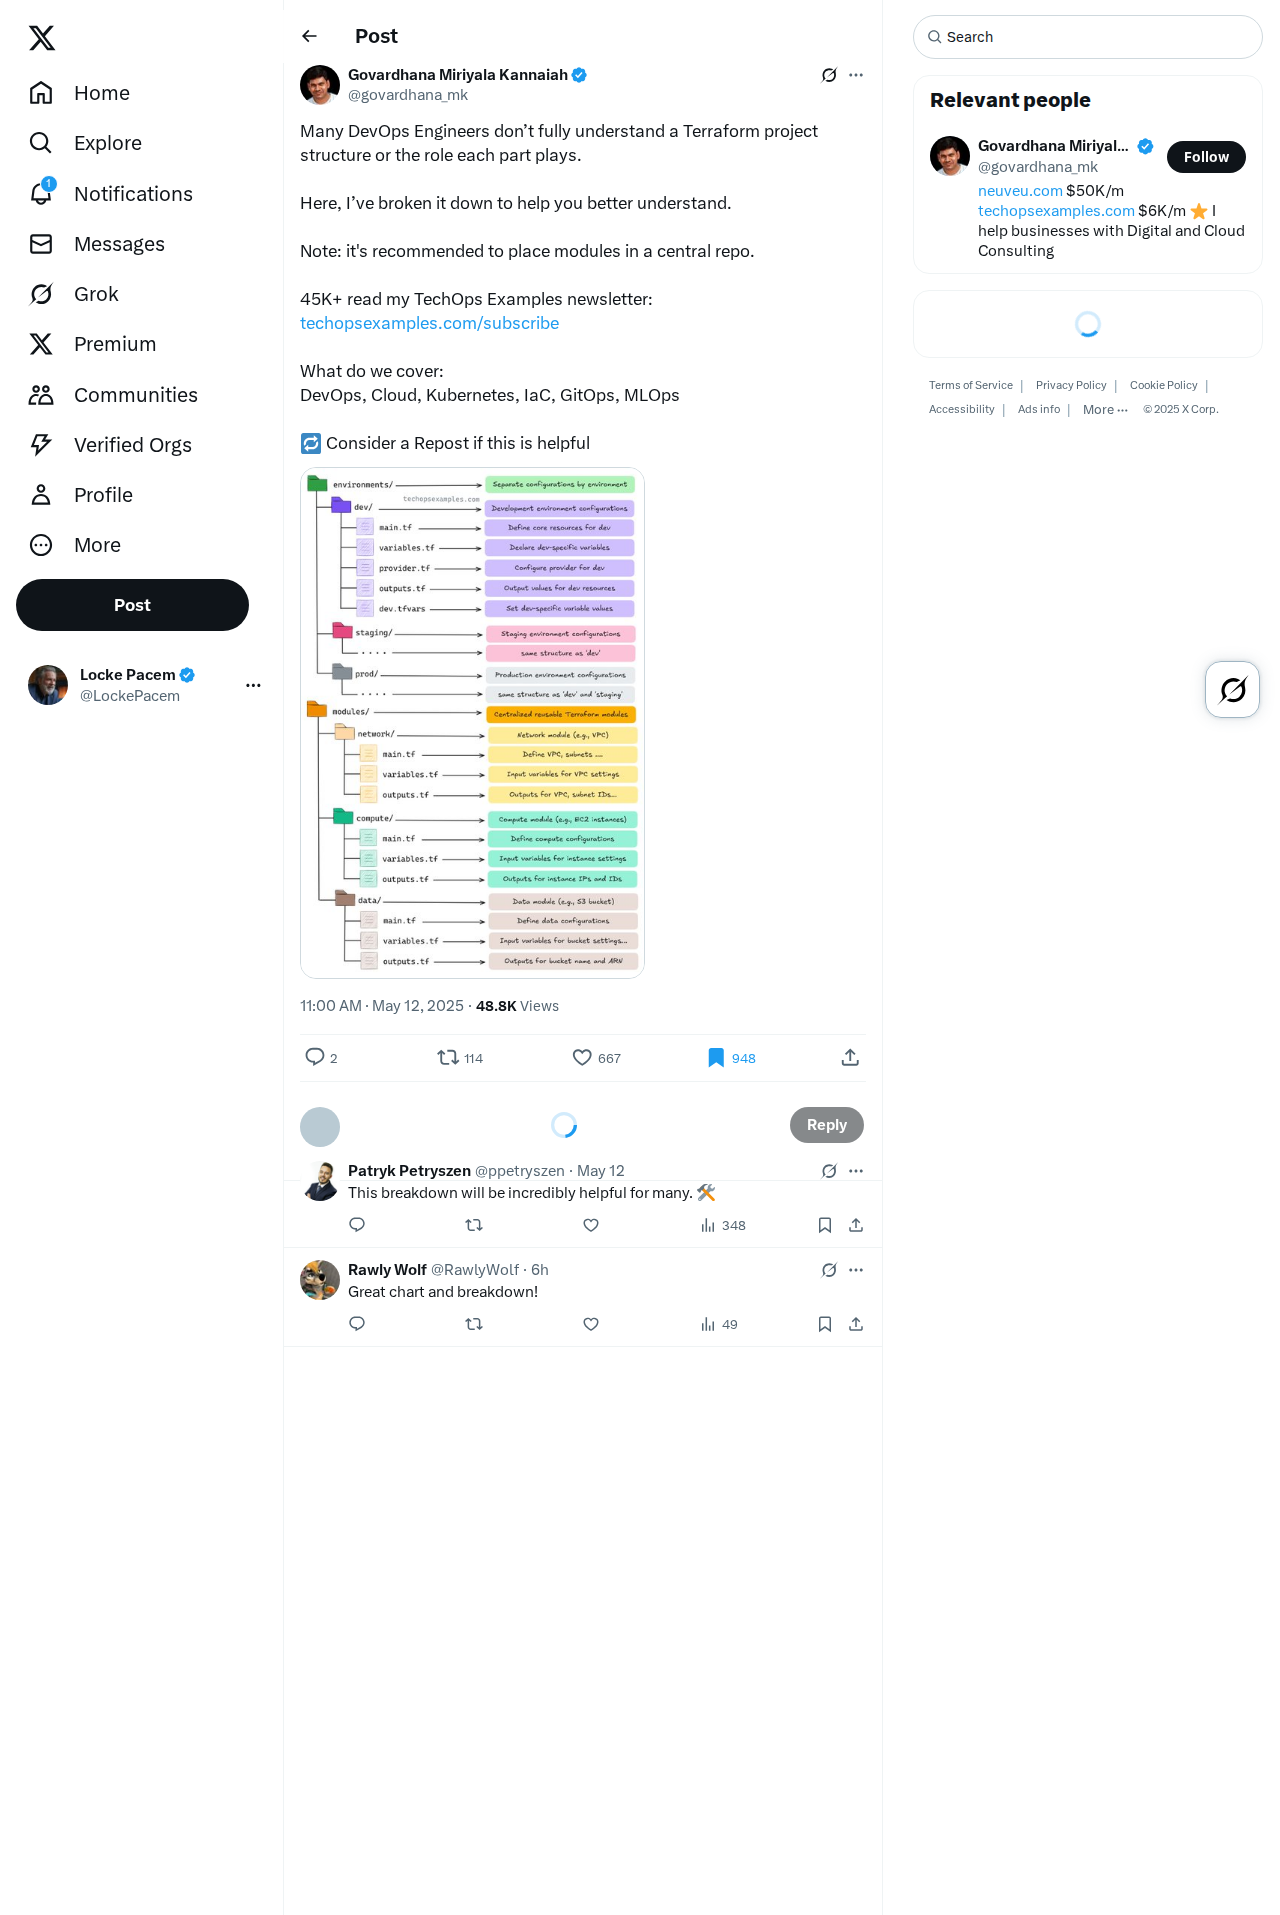 Home
Explore
1
Notifications
Messages
Grok
Premium
Communities
Verified Orgs
Profile
More
Post
Locke Pacem
@LockePacem
Post
Govardhana Miriyala Kannaiah
@govardhana_mk
Many DevOps Engineers don’t fully understand a Terraform project
structure or the role each part plays.
Here, I’ve broken it down to help you better understand.
Note: it's recommended to place modules in a central repo.
45K+ read my TechOps Examples newsletter:
techopsexamples.com/subscribe
What do we cover:
DevOps, Cloud, Kubernetes, IaC, GitOps, MLOps
Consider a Repost if this is helpful
environments/ Separate configurations by environment
techopsexamples.com
dev/ Development environment configurations
main.tf Define core resources for dev
variables.tf Declare dev-specific variables
provider.tf Configure provider for dev
outputs.tf Output values for dev resources
dev.tfvars Set dev-specific variable values
staging/ Staging environment configurations
.... same structure as 'dev'
prod/ Production environment configurations
.... same structure as 'dev' and 'staging'
modules/ Centralized reusable Terraform modules
network/ Network module (e.g., VPC)
main.tf Define VPC, subnets ....
variables.tf Input variables for VPC settings
outputs.tf Outputs for VPC, subnet IDs...
compute/ Compute module (e.g., EC2 instances)
main.tf Define compute configurations
variables.tf Input variables for instance settings
outputs.tf Outputs for instance IPs and IDs
data/ Data module (e.g., S3 bucket)
main.tf Define data configurations
variables.tf Input variables for bucket settings...
outputs.tf Outputs for bucket name and ARN
11:00 AM · May 12, 2025 · 48.8K Views
2 114 667 948
Reply
Patryk Petryszen @ppetryszen · May 12
This breakdown will be incredibly helpful for many. 🛠️
348
Rawly Wolf @RawlyWolf · 6h
Great chart and breakdown!
49
Search
Relevant people
Govardhana Miriyal...
@govardhana_mk
Follow
neuveu.com $50K/m
techopsexamples.com $6K/m ⭐ I
help businesses with Digital and Cloud
Consulting
Terms of Service | Privacy Policy | Cookie Policy |
Accessibility | Ads info | More ··· © 2025 X Corp.